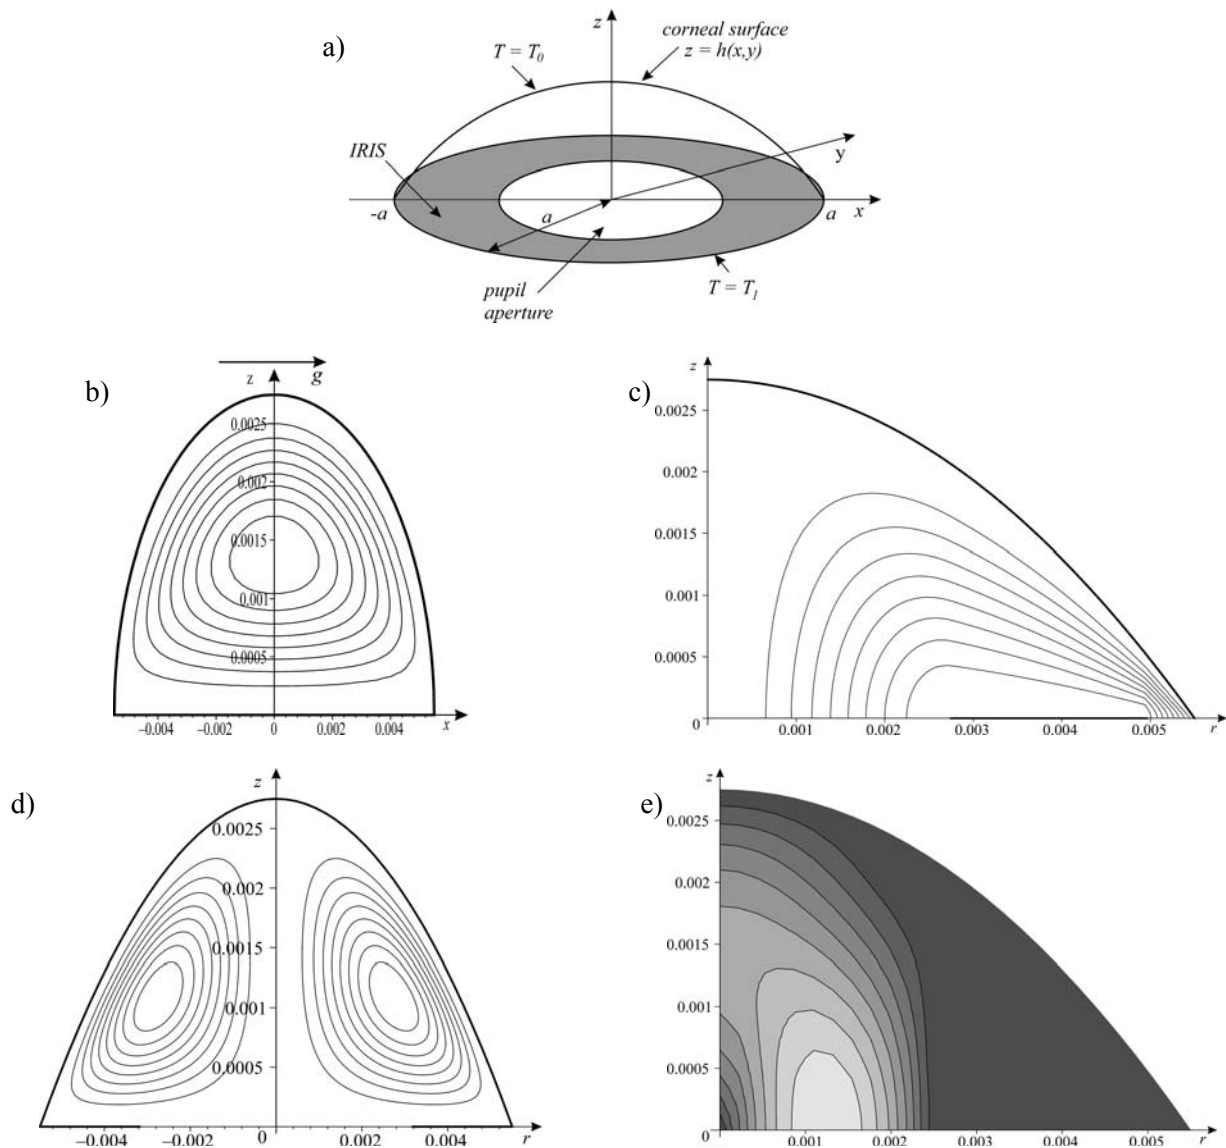 a)
z
corneal surface
z = h(x,y)
T = T0
IRIS
y
-a
a
a
x
pupil
aperture
T = T1
b)
z
g
0.0025
0.002
0.0015
0.001
0.0005
−0.004 −0.002 0 0.002 0.004 x
c)
z
0.0025
0.002
0.0015
0.001
0.0005
0 0.001 0.002 0.003 0.004 0.005 r
d)
z
0.0025
0.002
0.0015
0.001
0.0005
−0.004 −0.002 0 0.002 0.004 r
e)
z
0.0025
0.002
0.0015
0.001
0.0005
0 0.001 0.002 0.003 0.004 0.005 r